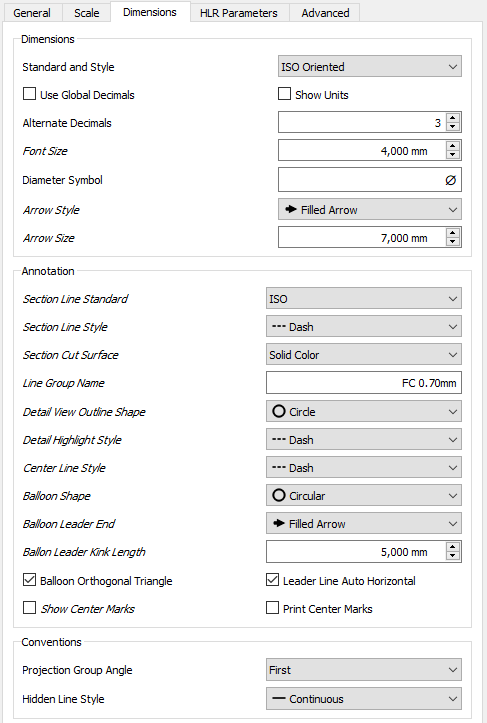 General Scale Dimensions HLR Parameters Advanced
Dimensions
Standard and Style ISO Oriented
Use Global Decimals Show Units
Alternate Decimals 3
Font Size 4,000 mm
Diameter Symbol ⌀
Arrow Style Filled Arrow
Arrow Size 7,000 mm
Annotation
Section Line Standard ISO
Section Line Style Dash
Section Cut Surface Solid Color
Line Group Name FC 0.70mm
Detail View Outline Shape Circle
Detail Highlight Style Dash
Center Line Style Dash
Balloon Shape Circular
Balloon Leader End Filled Arrow
Ballon Leader Kink Length 5,000 mm
Balloon Orthogonal Triangle Leader Line Auto Horizontal
Show Center Marks Print Center Marks
Conventions
Projection Group Angle First
Hidden Line Style Continuous